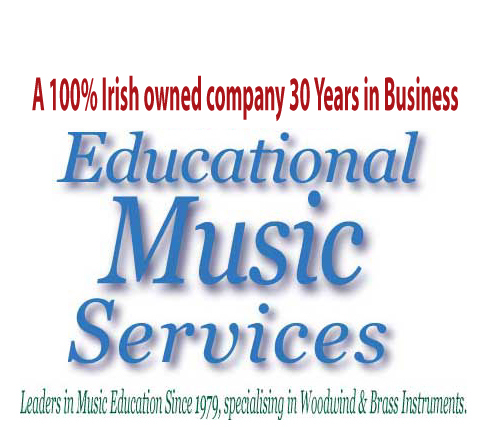 A 100% Irish owned company 30 Years in Business
Educational
Music
Services
Leaders in Music Education Since 1979, specialising in Woodwind & Brass Instruments.